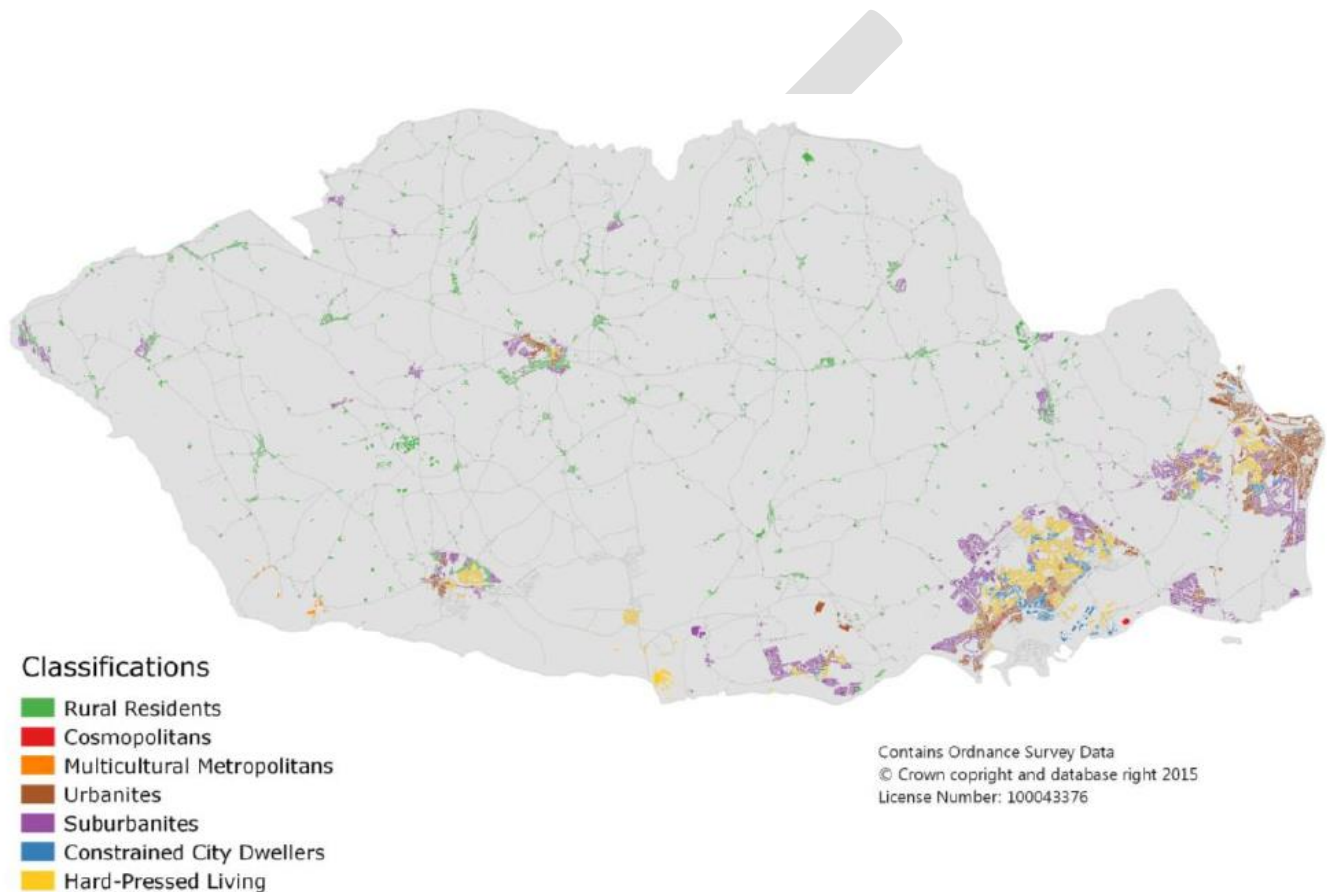 Classifications
Rural Residents
Cosmopolitans
Multicultural Metropolitans
Urbanites
Suburbanites
Constrained City Dwellers
Hard-Pressed Living
Contains Ordnance Survey Data
© Crown copright and database right 2015
License Number: 100043376